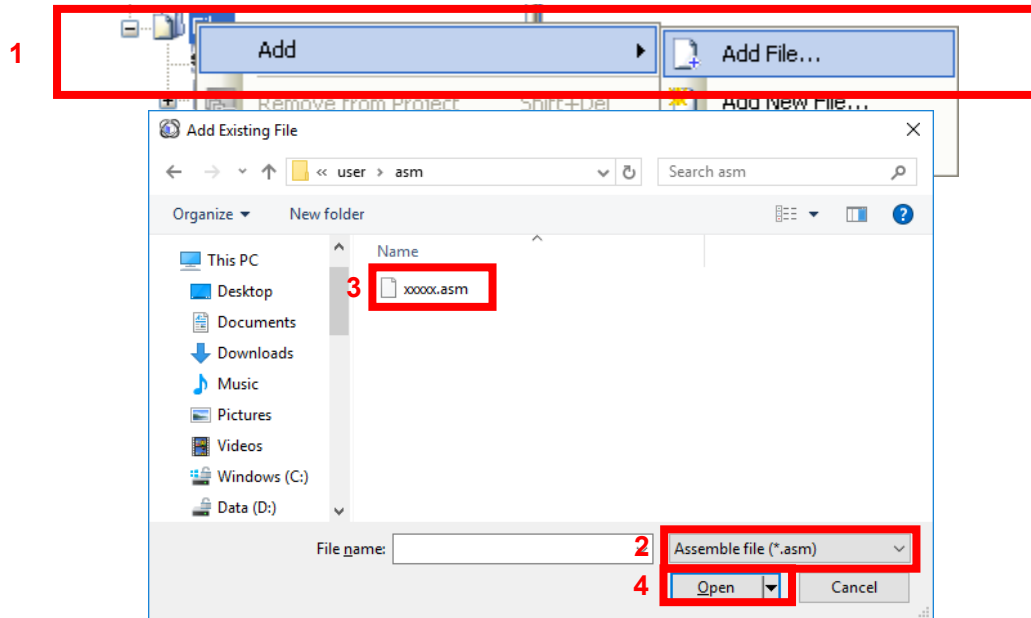 1
Add
Add File...
Remove from Project Shift+Del
Add New File...
Add Existing File
« user › asm
Search asm
Organize
New folder
This PC
Desktop
Documents
Downloads
Music
Pictures
Videos
Windows (C:)
Data (D:)
Name
3
xxxxx.asm
File name:
2
Assemble file (*.asm)
4
Open
Cancel